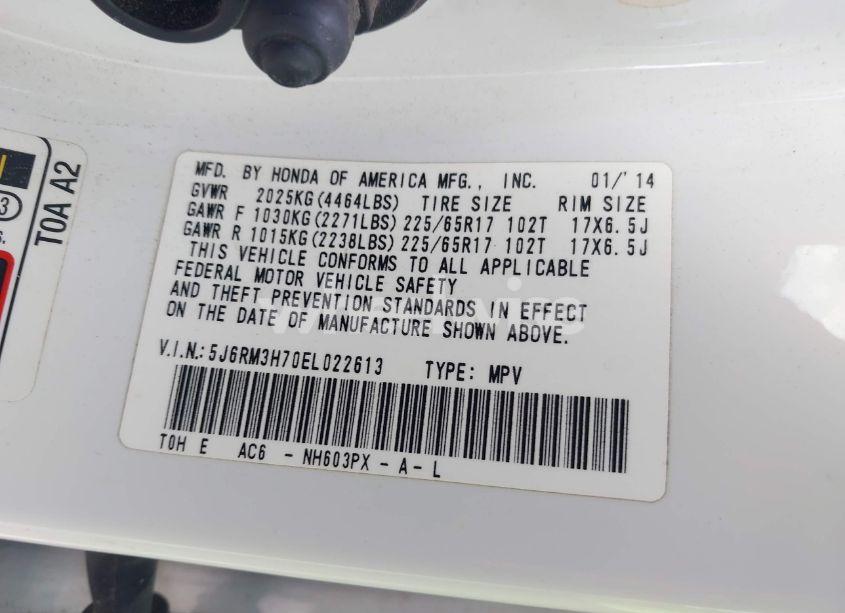 MFD. BY HONDA OF AMERICA MFG., INC. 01/'14
GVWR 2025KG(4464LBS) TIRE SIZE RIM SIZE
GAWR F 1030KG(2271LBS) 225/65R17 102T 17X6.5J
GAWR R 1015KG(2238LBS) 225/65R17 102T 17X6.5J
THIS VEHICLE CONFORMS TO ALL APPLICABLE
FEDERAL MOTOR VEHICLE SAFETY
AND THEFT PREVENTION STANDARDS IN EFFECT
ON THE DATE OF MANUFACTURE SHOWN ABOVE.
V.I.N.:5J6RM3H70EL022613 TYPE: MPV
T0H E AC6 - NH603PX - A - L
T0A A2
3